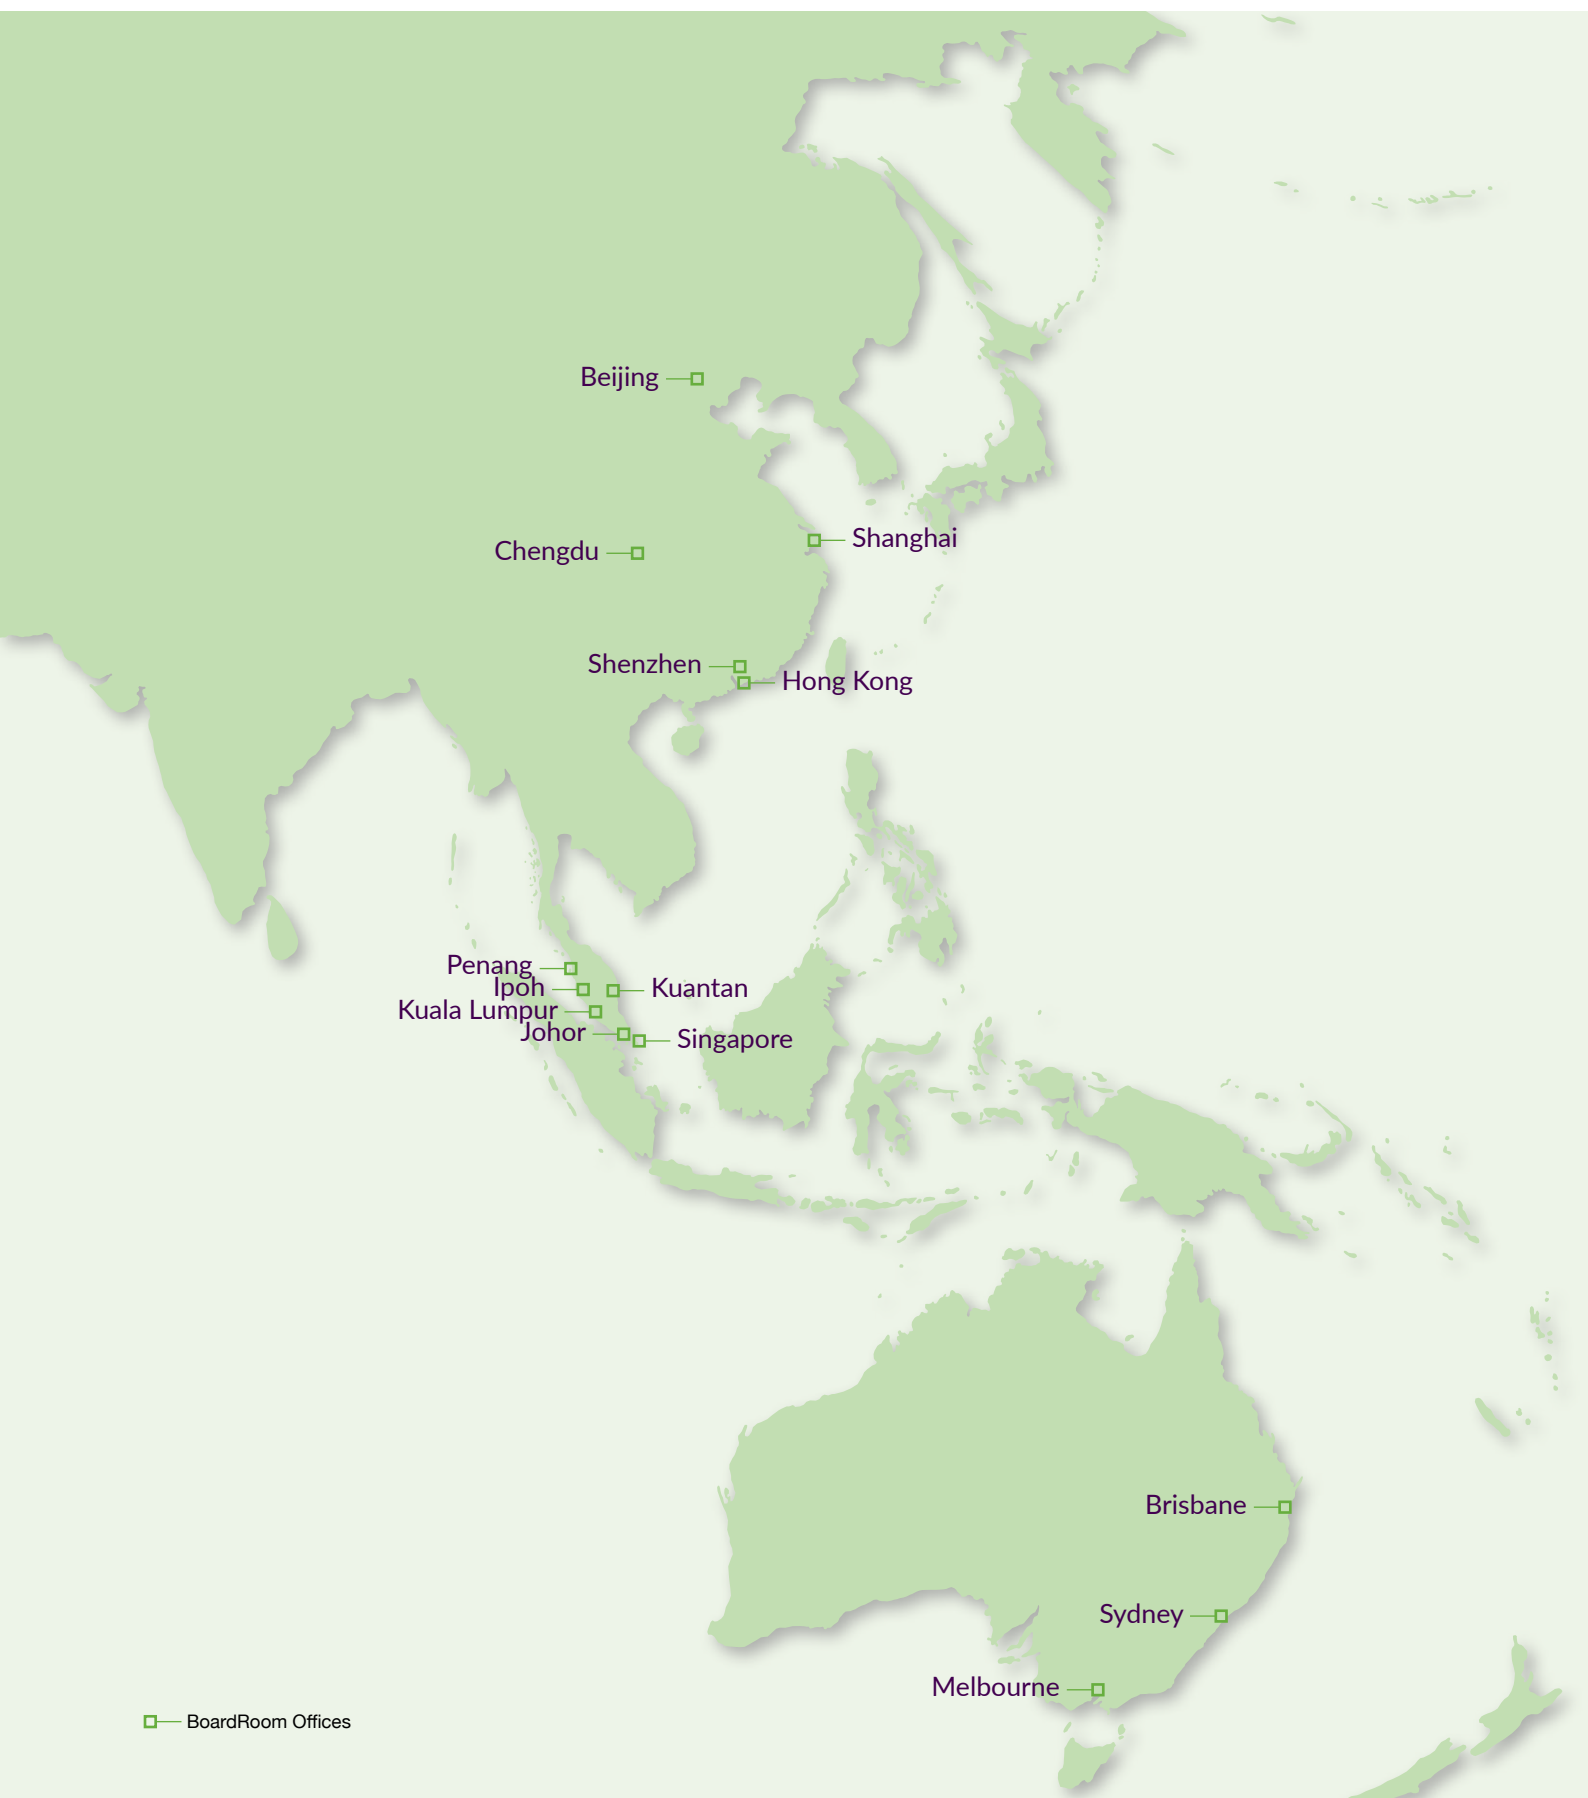 Beijing
Shanghai
Chengdu
Shenzhen
Hong Kong
Penang
Ipoh
Kuantan
Kuala Lumpur
Johor
Singapore
Brisbane
Sydney
Melbourne
BoardRoom Offices